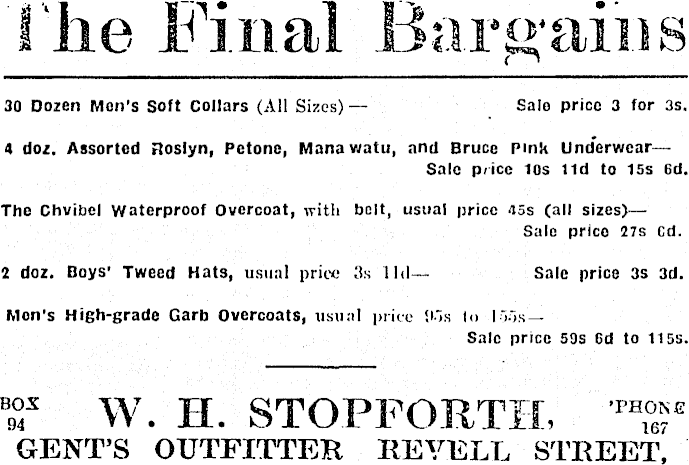 The Final Bargains
30 Dozen Men's Soft Collars (All Sizes)— Sale price 3 for 3s.
4 doz. Assorted Roslyn, Petone, Manawatu, and Bruce Pink Underwear—
Sale price 10s 11d to 15s 6d.
The Chvibel Waterproof Overcoat, with belt, usual price 45s (all sizes)—
Sale price 27s 6d.
2 doz. Boys' Tweed Hats, usual price 3s 11d— Sale price 3s 3d.
Men's High-grade Garb Overcoats, usual price 95s to 155s—
Sale price 59s 6d to 115s.
BOX 94 W. H. STOPFORTH, 'PHONE 167
GENT'S OUTFITTER REVELL STREET,